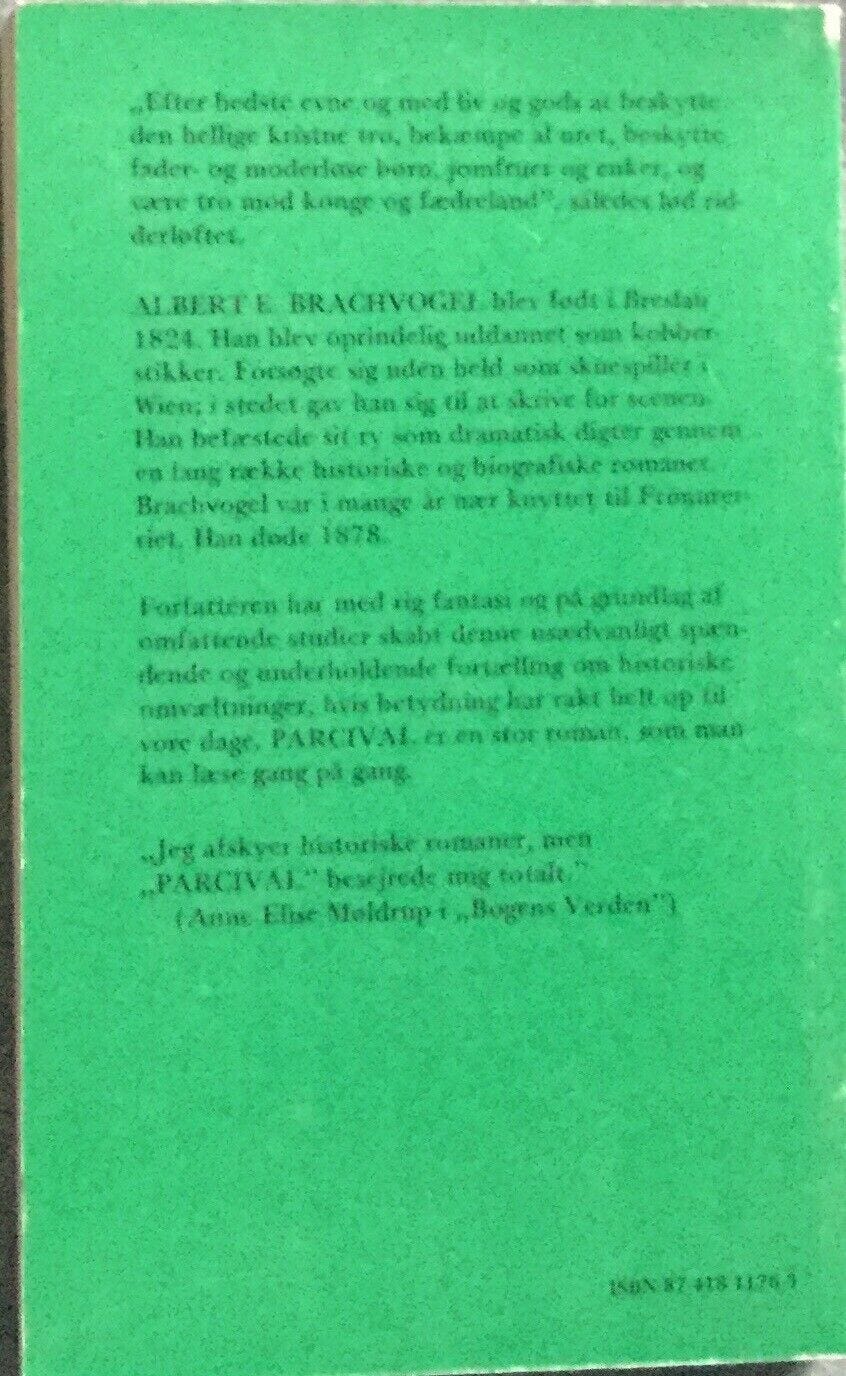 „Efter bedste evne og med liv og gods at beskytte
den hellige kristne tro, bekæmpe al uret, beskytte
fader- og moderløse børn, jomfruer og enker, og
være tro mod konge og fædreland”, således lød rid-
derløftet.
ALBERT E. BRACHVOGEL blev født i Breslau
1824. Han blev oprindelig uddannet som kobber-
stikker. Forsøgte sig uden held som skuespiller i
Wien; i stedet gav han sig til at skrive for scenen.
Han befæstede sit ry som dramatisk digter gennem
en lang række historiske og biografiske romaner.
Brachvogel var i mange år nær knyttet til Frimure-
riet. Han døde 1878.
Forfatteren har med rig fantasi og på grundlag af
omfattende studier skabt denne usædvanligt spæn-
dende og underholdende fortælling om historiske
omvæltninger, hvis betydning har rakt helt op til
vore dage. PARCIVAL er en stor roman, som man
kan læse gang på gang.
„Jeg afskyer historiske romaner, men
„PARCIVAL” besejrede mig totalt.”
(Anne Elise Møldrup i „Bogens Verden”)
ISBN 87 418